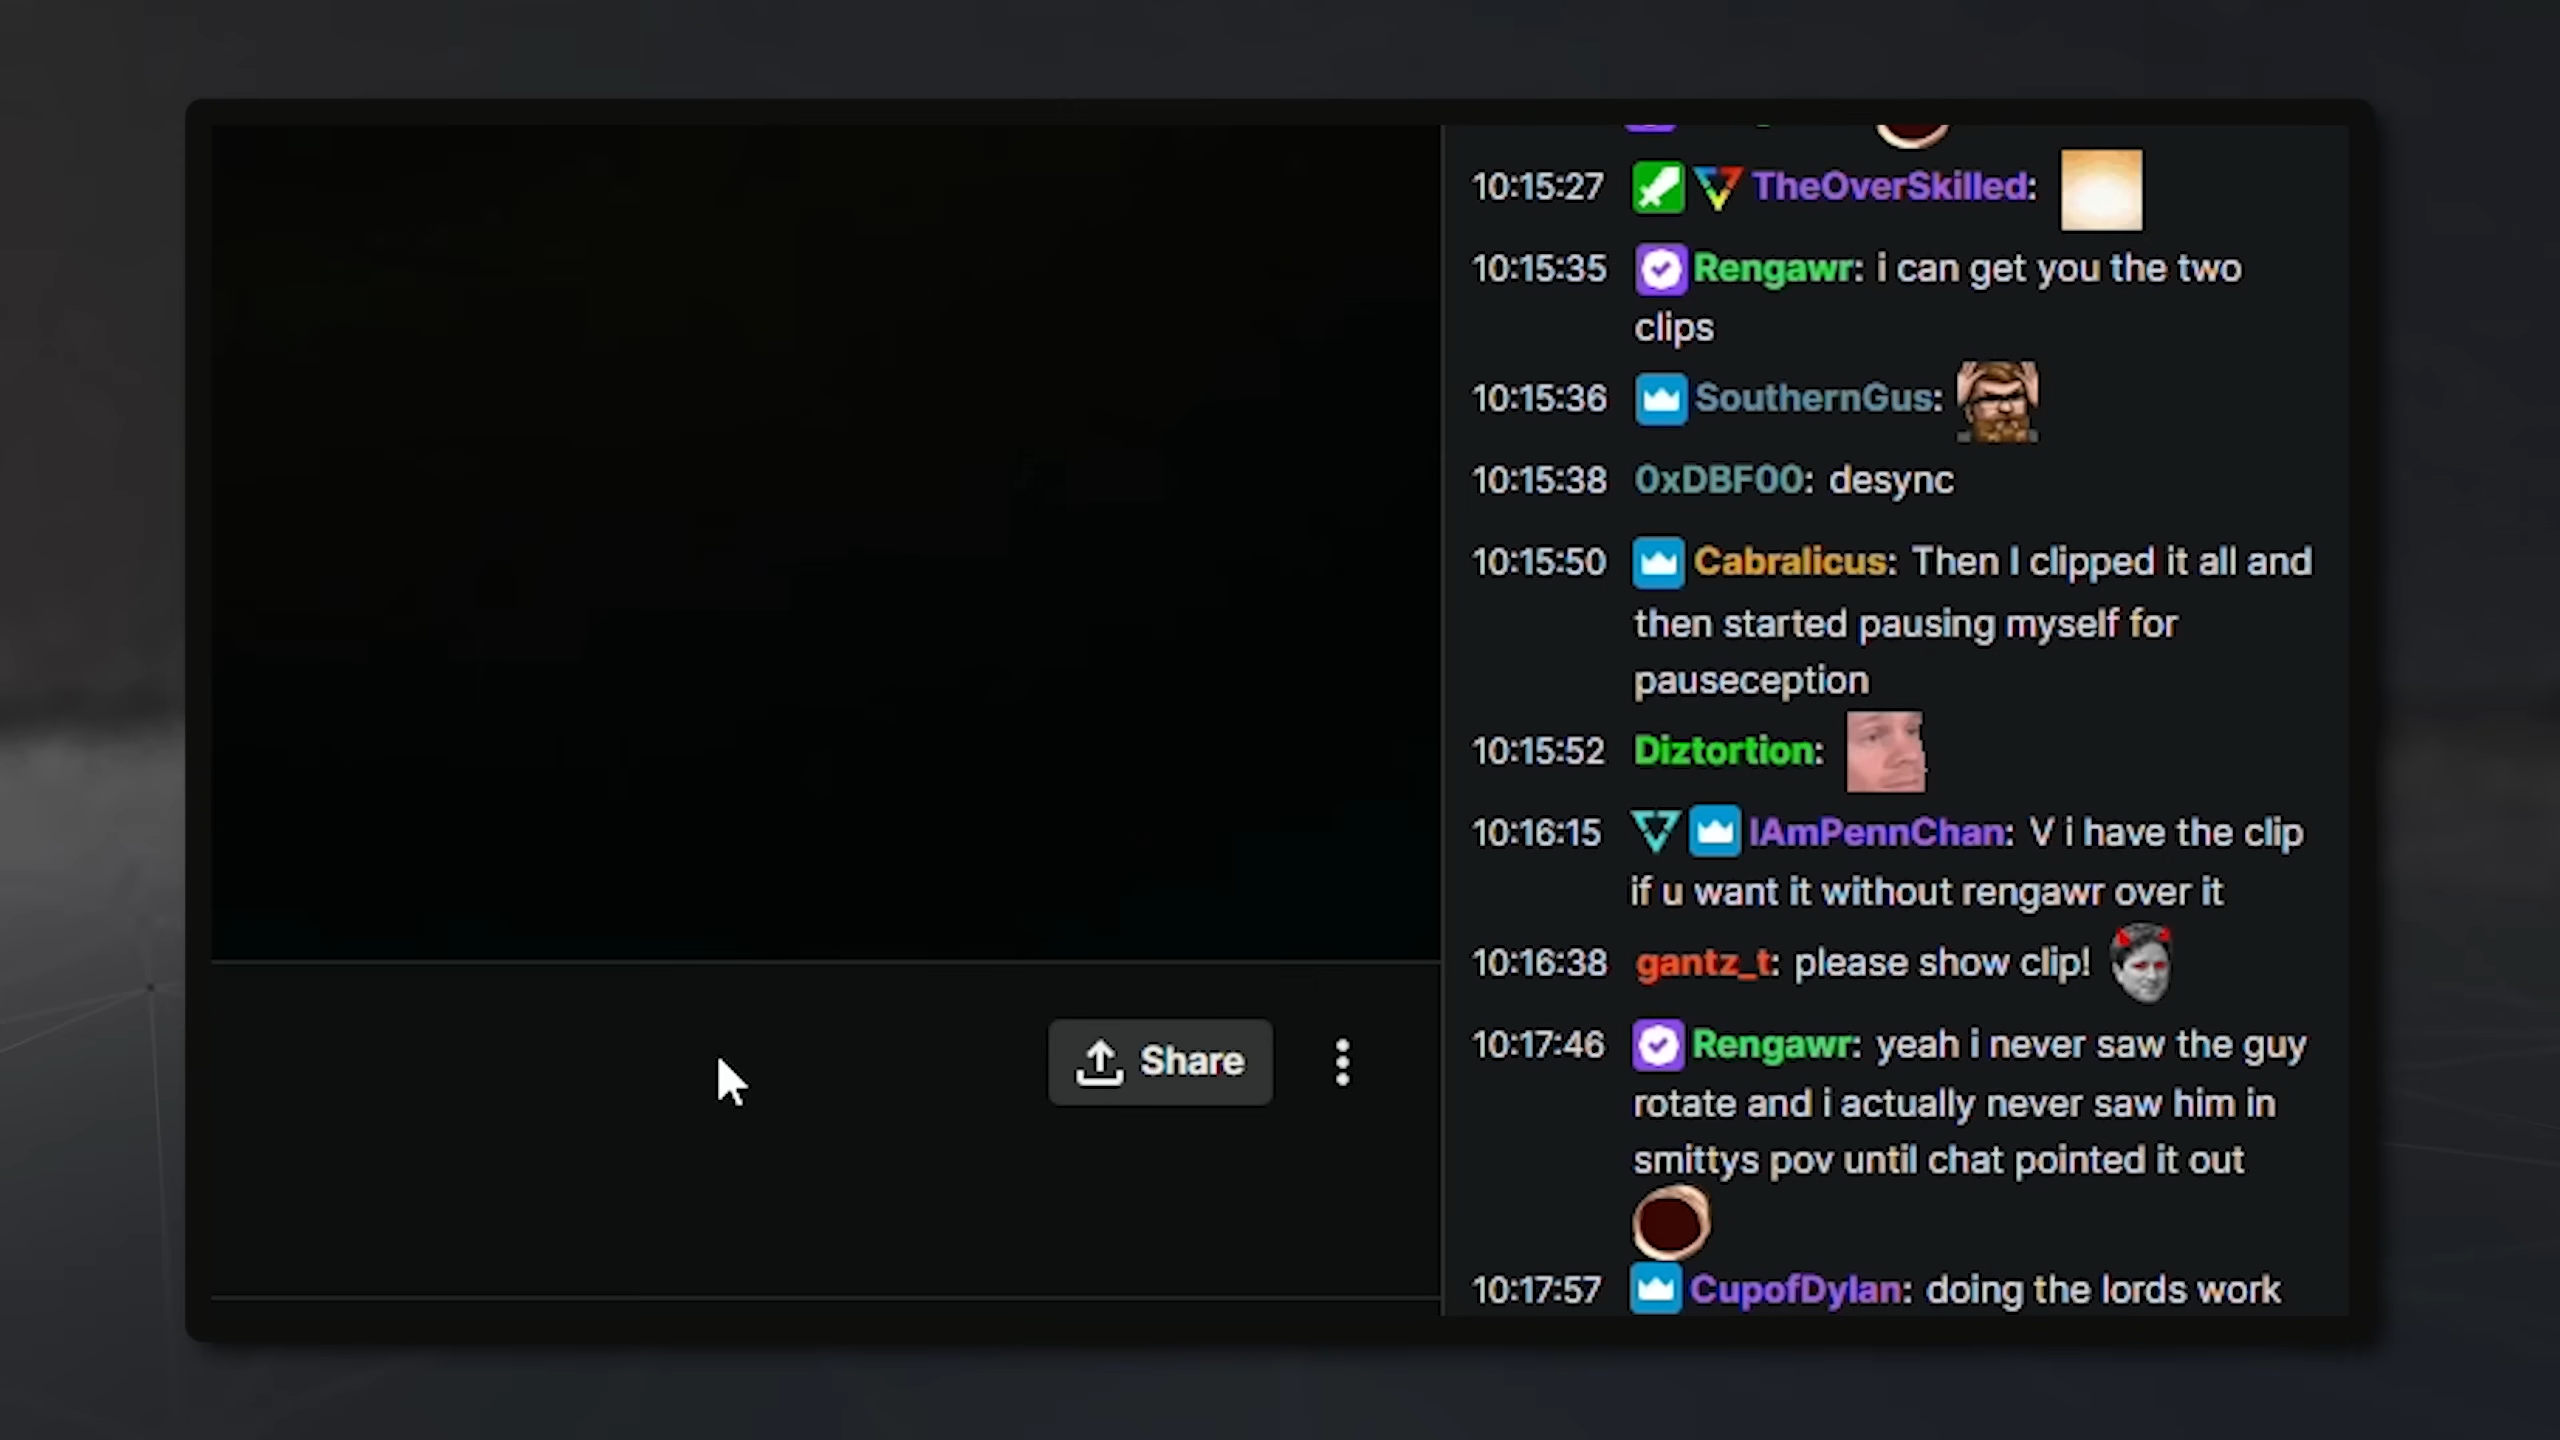 10:15:27 TheOverSkilled:
10:15:35 Rengawr: i can get you the two
clips
10:15:36 SouthernGus:
10:15:38 0xDBF00: desync
10:15:50 Cabralicus: Then I clipped it all and
then started pausing myself for
pauseception
10:15:52 Diztortion:
10:16:15 IAmPennChan: V i have the clip
if u want it without rengawr over it
10:16:38 gantz_t: please show clip!
Share
10:17:46 Rengawr: yeah i never saw the guy
rotate and i actually never saw him in
smittys pov until chat pointed it out
10:17:57 CupofDylan: doing the lords work